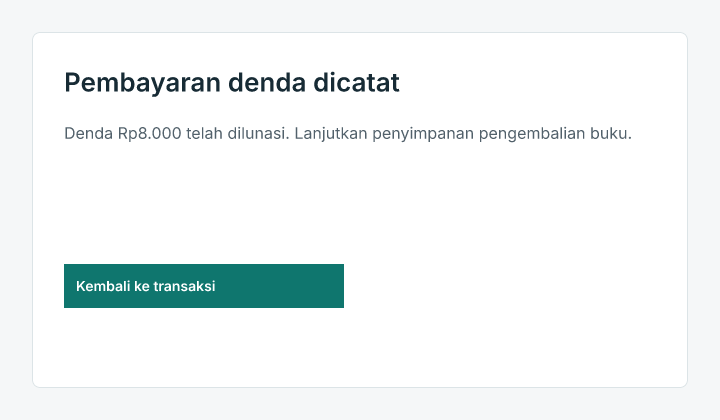 Pembayaran denda dicatat
Denda Rp8.000 telah dilunasi. Lanjutkan penyimpanan pengembalian buku.
Kembali ke transaksi